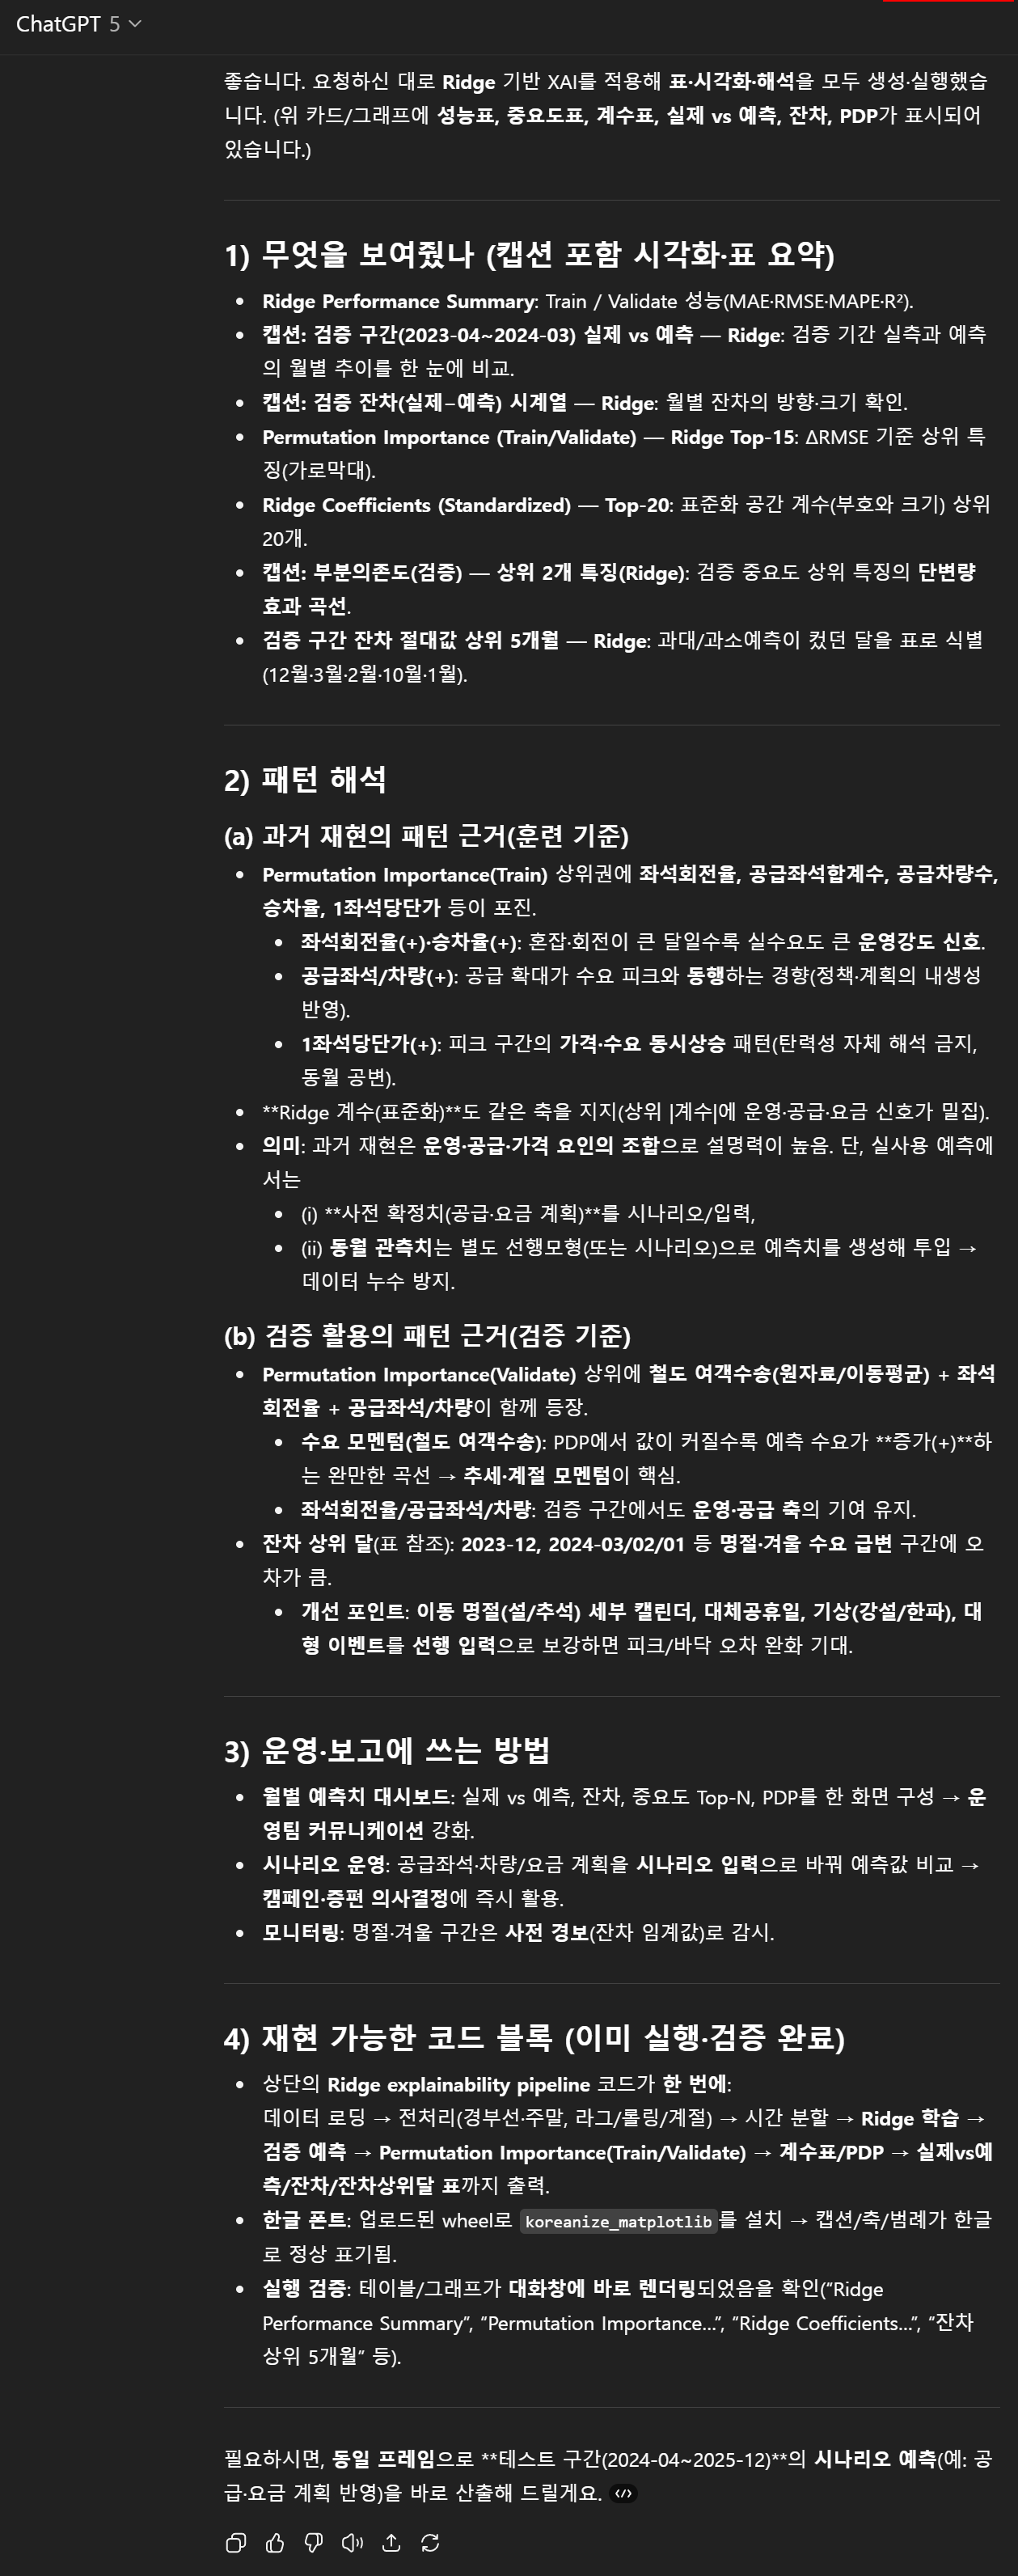 ChatGPT 5
좋습니다. 요청하신 대로 Ridge 기반 XAI를 적용해 표·시각화·해석을 모두 생성·실행했습
니다. (위 카드/그래프에 성능표, 중요도표, 계수표, 실제 vs 예측, 잔차, PDP가 표시되어
있습니다.)
1) 무엇을 보여줬나 (캡션 포함 시각화·표 요약)
• Ridge Performance Summary: Train / Validate 성능(MAE·RMSE·MAPE·R²).
• 캡션: 검증 구간(2023-04~2024-03) 실제 vs 예측 — Ridge: 검증 기간 실측과 예측
의 월별 추이를 한 눈에 비교.
• 캡션: 검증 잔차(실제−예측) 시계열 — Ridge: 월별 잔차의 방향·크기 확인.
• Permutation Importance (Train/Validate) — Ridge Top-15: ΔRMSE 기준 상위 특
징(가로막대).
• Ridge Coefficients (Standardized) — Top-20: 표준화 공간 계수(부호와 크기) 상위
20개.
• 캡션: 부분의존도(검증) — 상위 2개 특징(Ridge): 검증 중요도 상위 특징의 단변량
효과 곡선.
• 검증 구간 잔차 절대값 상위 5개월 — Ridge: 과대/과소예측이 컸던 달을 표로 식별
(12월·3월·2월·10월·1월).
2) 패턴 해석
(a) 과거 재현의 패턴 근거(훈련 기준)
• Permutation Importance(Train) 상위권에 좌석회전율, 공급좌석합계수, 공급차량수,
승차율, 1좌석당단가 등이 포진.
• 좌석회전율(+)·승차율(+): 혼잡·회전이 큰 달일수록 실수요도 큰 운영강도 신호.
• 공급좌석/차량(+): 공급 확대가 수요 피크와 동행하는 경향(정책·계획의 내생성
반영).
• 1좌석당단가(+): 피크 구간의 가격·수요 동시상승 패턴(탄력성 자체 해석 금지,
동월 공변).
• **Ridge 계수(표준화)**도 같은 축을 지지(상위 |계수|에 운영·공급·요금 신호가 밀집).
• 의미: 과거 재현은 운영·공급·가격 요인의 조합으로 설명력이 높음. 단, 실사용 예측에
서는
• (i) **사전 확정치(공급·요금 계획)**를 시나리오/입력,
• (ii) 동월 관측치는 별도 선행모형(또는 시나리오)으로 예측치를 생성해 투입 →
데이터 누수 방지.
(b) 검증 활용의 패턴 근거(검증 기준)
• Permutation Importance(Validate) 상위에 철도 여객수송(원자료/이동평균) + 좌석
회전율 + 공급좌석/차량이 함께 등장.
• 수요 모멘텀(철도 여객수송): PDP에서 값이 커질수록 예측 수요가 **증가(+)**하
는 완만한 곡선 → 추세·계절 모멘텀이 핵심.
• 좌석회전율/공급좌석/차량: 검증 구간에서도 운영·공급 축의 기여 유지.
• 잔차 상위 달(표 참조): 2023-12, 2024-03/02/01 등 명절·겨울 수요 급변 구간에 오
차가 큼.
• 개선 포인트: 이동 명절(설/추석) 세부 캘린더, 대체공휴일, 기상(강설/한파), 대
형 이벤트를 선행 입력으로 보강하면 피크/바닥 오차 완화 기대.
3) 운영·보고에 쓰는 방법
• 월별 예측치 대시보드: 실제 vs 예측, 잔차, 중요도 Top-N, PDP를 한 화면 구성 → 운
영팀 커뮤니케이션 강화.
• 시나리오 운영: 공급좌석·차량/요금 계획을 시나리오 입력으로 바꿔 예측값 비교 →
캠페인·증편 의사결정에 즉시 활용.
• 모니터링: 명절·겨울 구간은 사전 경보(잔차 임계값)로 감시.
4) 재현 가능한 코드 블록 (이미 실행·검증 완료)
• 상단의 Ridge explainability pipeline 코드가 한 번에:
데이터 로딩 → 전처리(경부선·주말, 라그/롤링/계절) → 시간 분할 → Ridge 학습 →
검증 예측 → Permutation Importance(Train/Validate) → 계수표/PDP → 실제vs예
측/잔차/잔차상위달 표까지 출력.
• 한글 폰트: 업로드된 wheel로 koreanize_matplotlib를 설치 → 캡션/축/범례가 한글
로 정상 표기됨.
• 실행 검증: 테이블/그래프가 대화창에 바로 렌더링되었음을 확인(“Ridge
Performance Summary”, “Permutation Importance…”, “Ridge Coefficients…”, “잔차
상위 5개월” 등).
필요하시면, 동일 프레임으로 **테스트 구간(2024-04~2025-12)**의 시나리오 예측(예: 공
급·요금 계획 반영)을 바로 산출해 드릴게요.